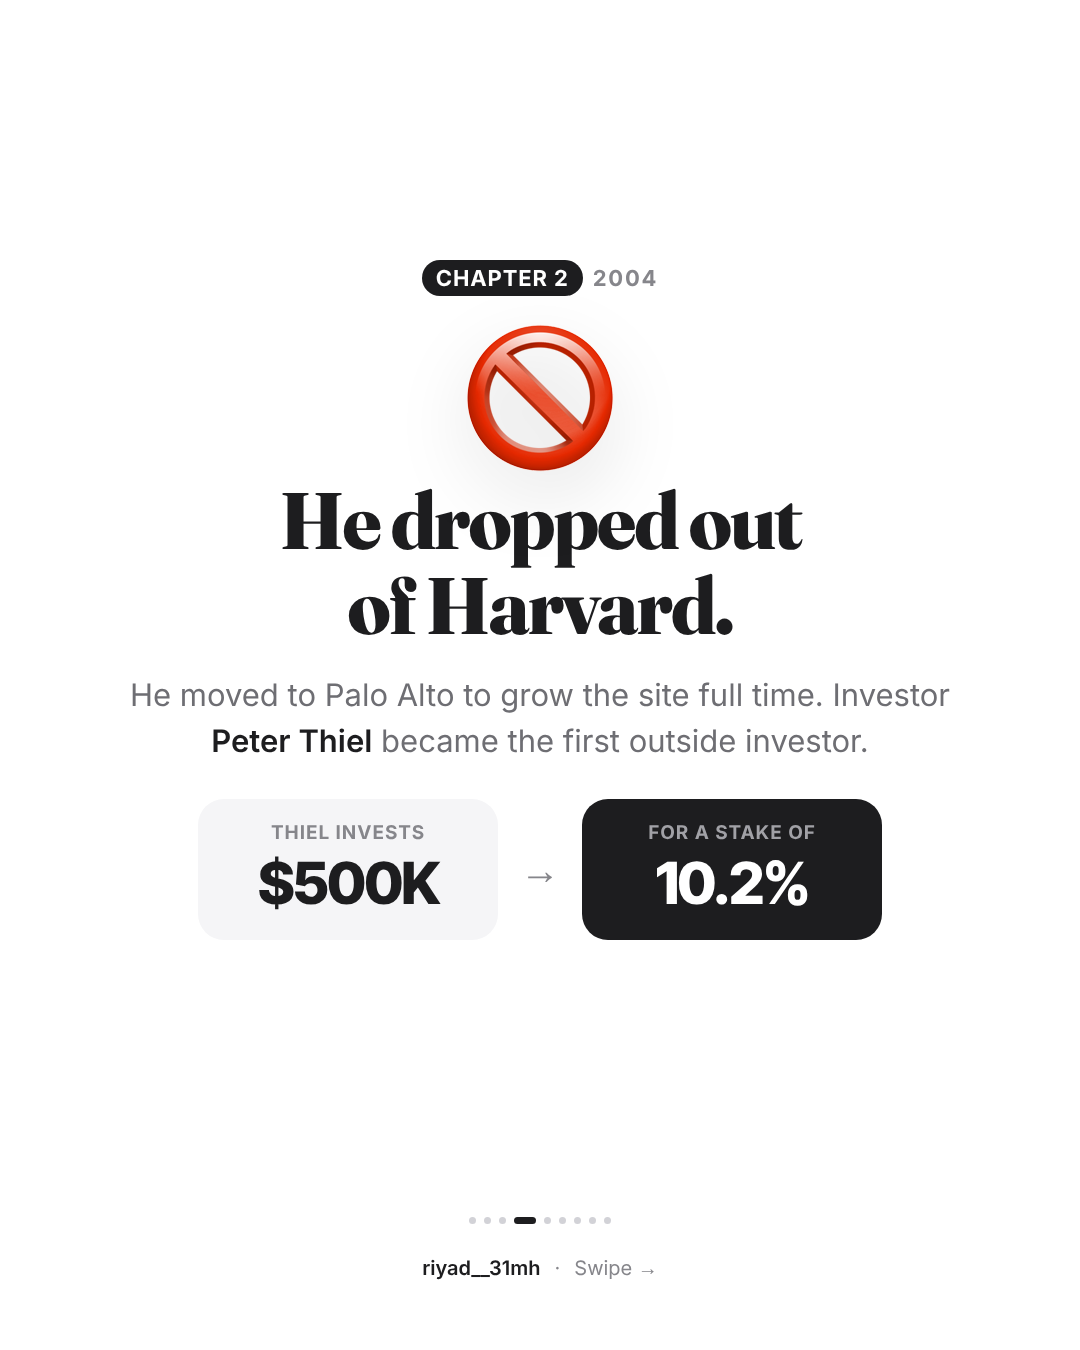 CHAPTER 2 2004
He dropped out
of Harvard.
He moved to Palo Alto to grow the site full time. Investor
Peter Thiel became the first outside investor.
THIEL INVESTS
$500K
→
FOR A STAKE OF
10.2%
riyad__31mh · Swipe →